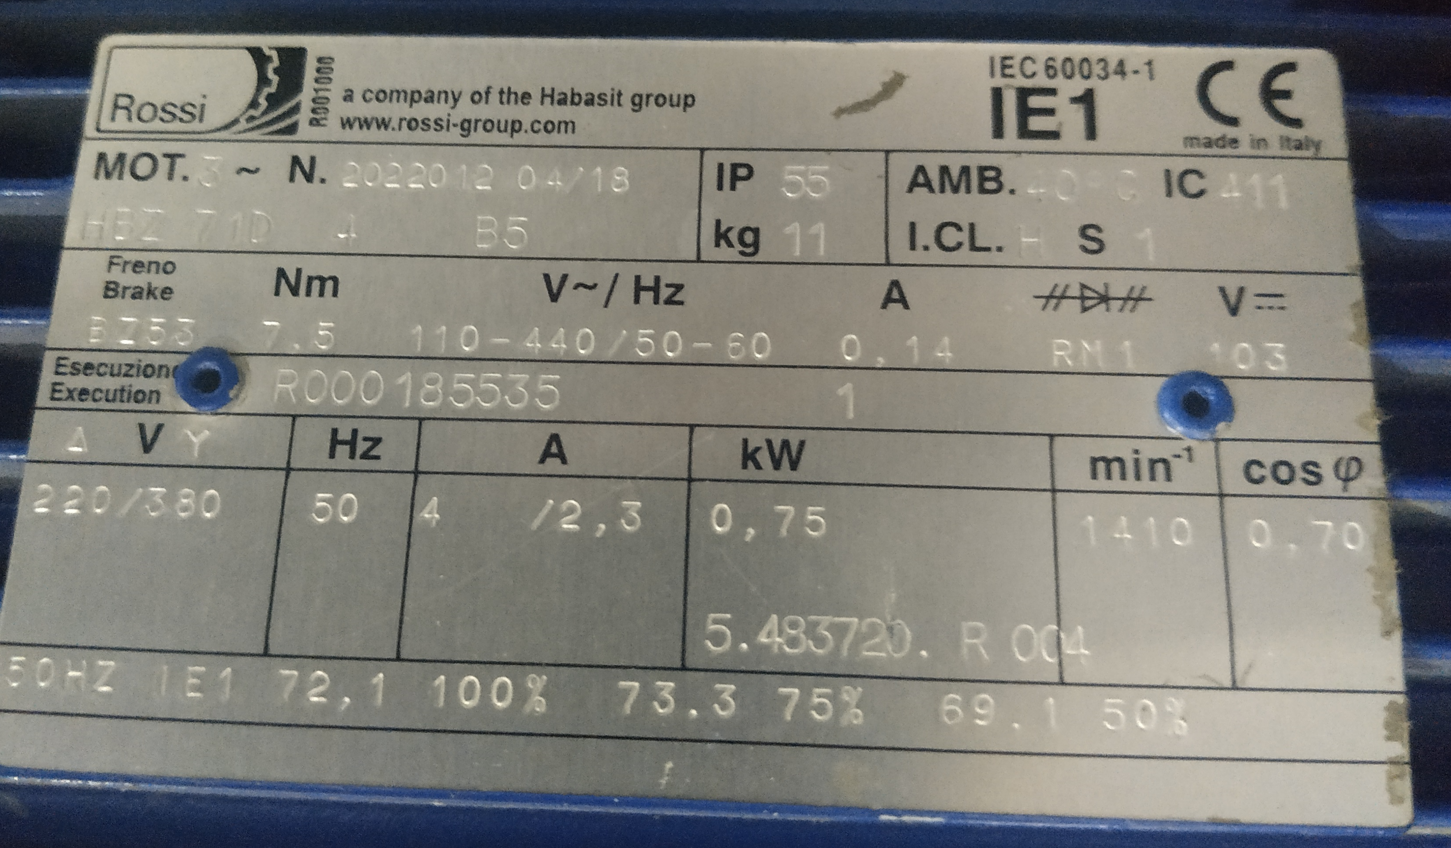 Rossi
R001000
a company of the Habasit group
www.rossi-group.com
IEC 60034-1
IE1
CE
made in Italy
MOT. 3 ~ N. 2022012 04/18
HBZ 71D 4 B5
IP 55
kg 11
AMB. 40°C IC 411
I.CL. H S 1
Freno
Brake
Nm V~/ Hz A V
BZ53 7.5 110-440/50-60 0,14 RM1 103
Esecuzione
Execution
R000185535 1
Δ V Y Hz A kW min-1 cos φ
220/380 50 4 /2,3 0,75 1410 0,70
5.483720. R 004
50HZ IE1 72,1 100% 73.3 75% 69.1 50%